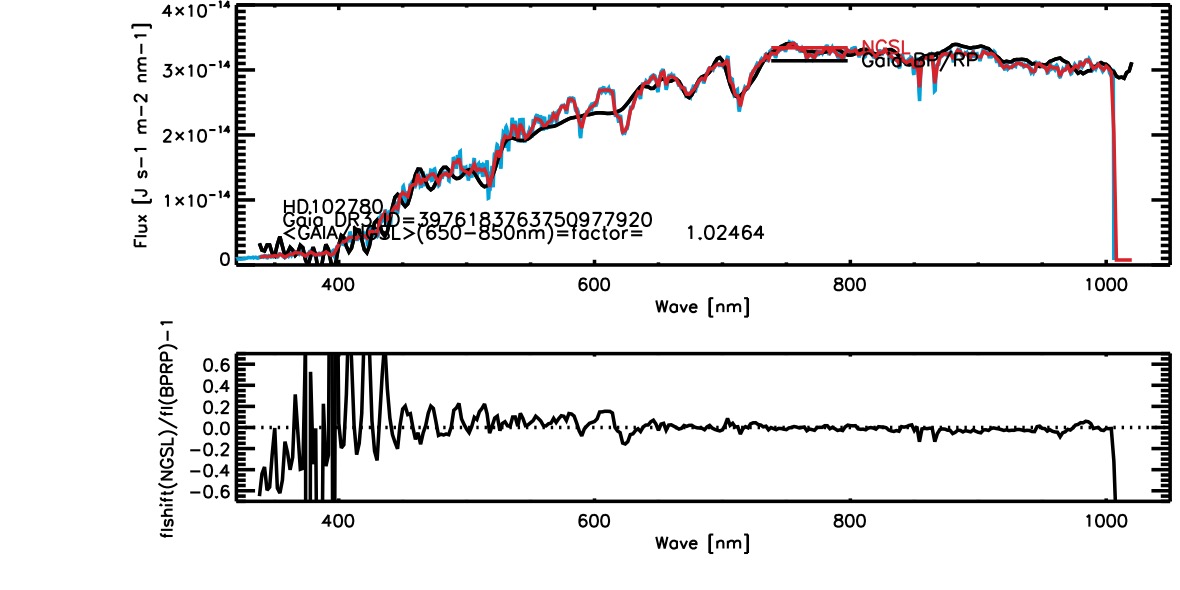 4×10−14
3×10−14
2×10−14
1×10−14
0
Flux [J s−1 m−2 nm−1]
NCSL
Gaia BP/RP
HD102780
Gaia DR3 ID=3976183763750977920
<GAIA/NGSL>(650−850nm)=factor= 1.02464
400 600 800 1000
Wave [nm]
flshift(NGSL)/fl(BPRP)−1
0.6
0.4
0.2
0.0
−0.2
−0.4
−0.6
400 600 800 1000
Wave [nm]